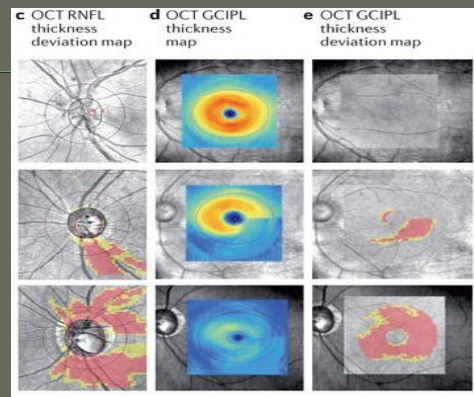 c OCT RNFL
thickness
deviation map
d OCT GCIPL
thickness
map
e OCT GCIPL
thickness
deviation map